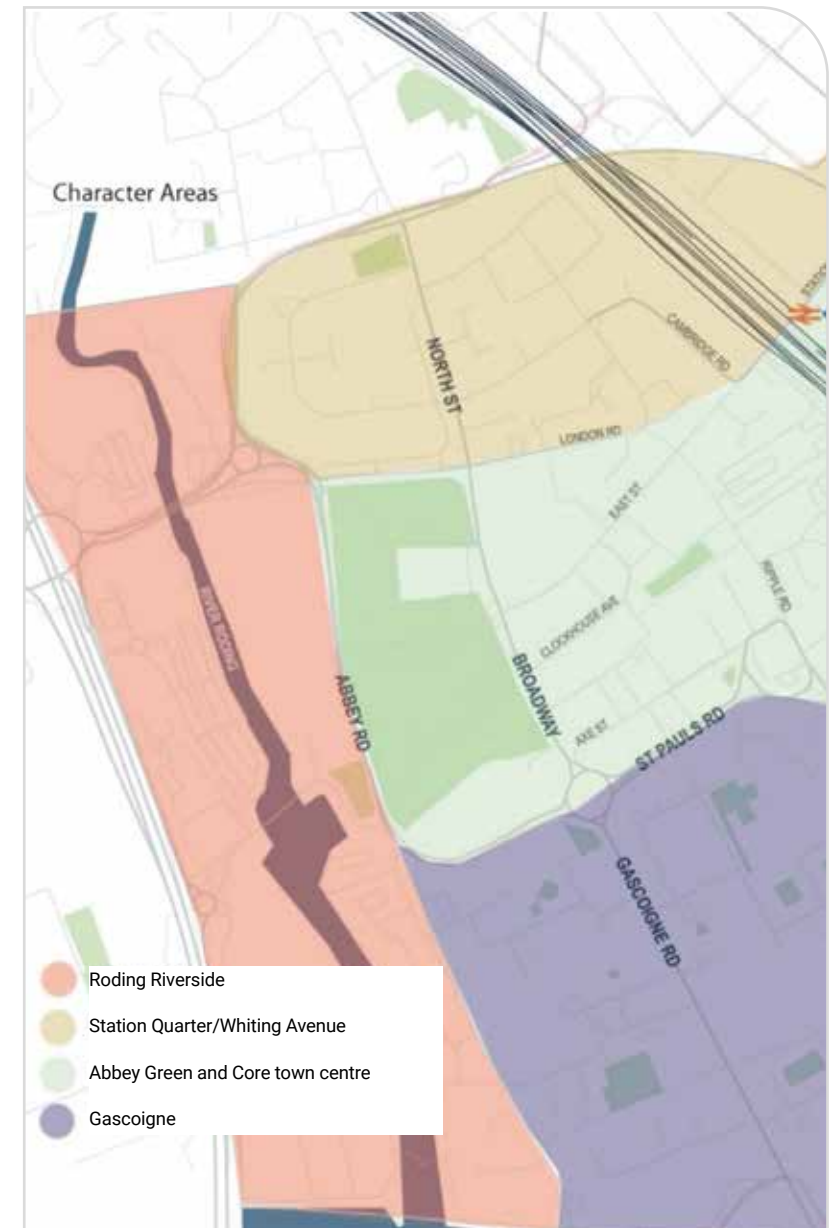 Character Areas
NORTH ST
CAMBRIDGE RD
LONDON RD
EAST ST
RIPPLE RD
CLOCKHOUSE AVE
RIVER RODING
ABBEY RD
BROADWAY
AXE ST
ST PAULS RD
GASCOIGNE RD
Roding Riverside
Station Quarter/Whiting Avenue
Abbey Green and Core town centre
Gascoigne